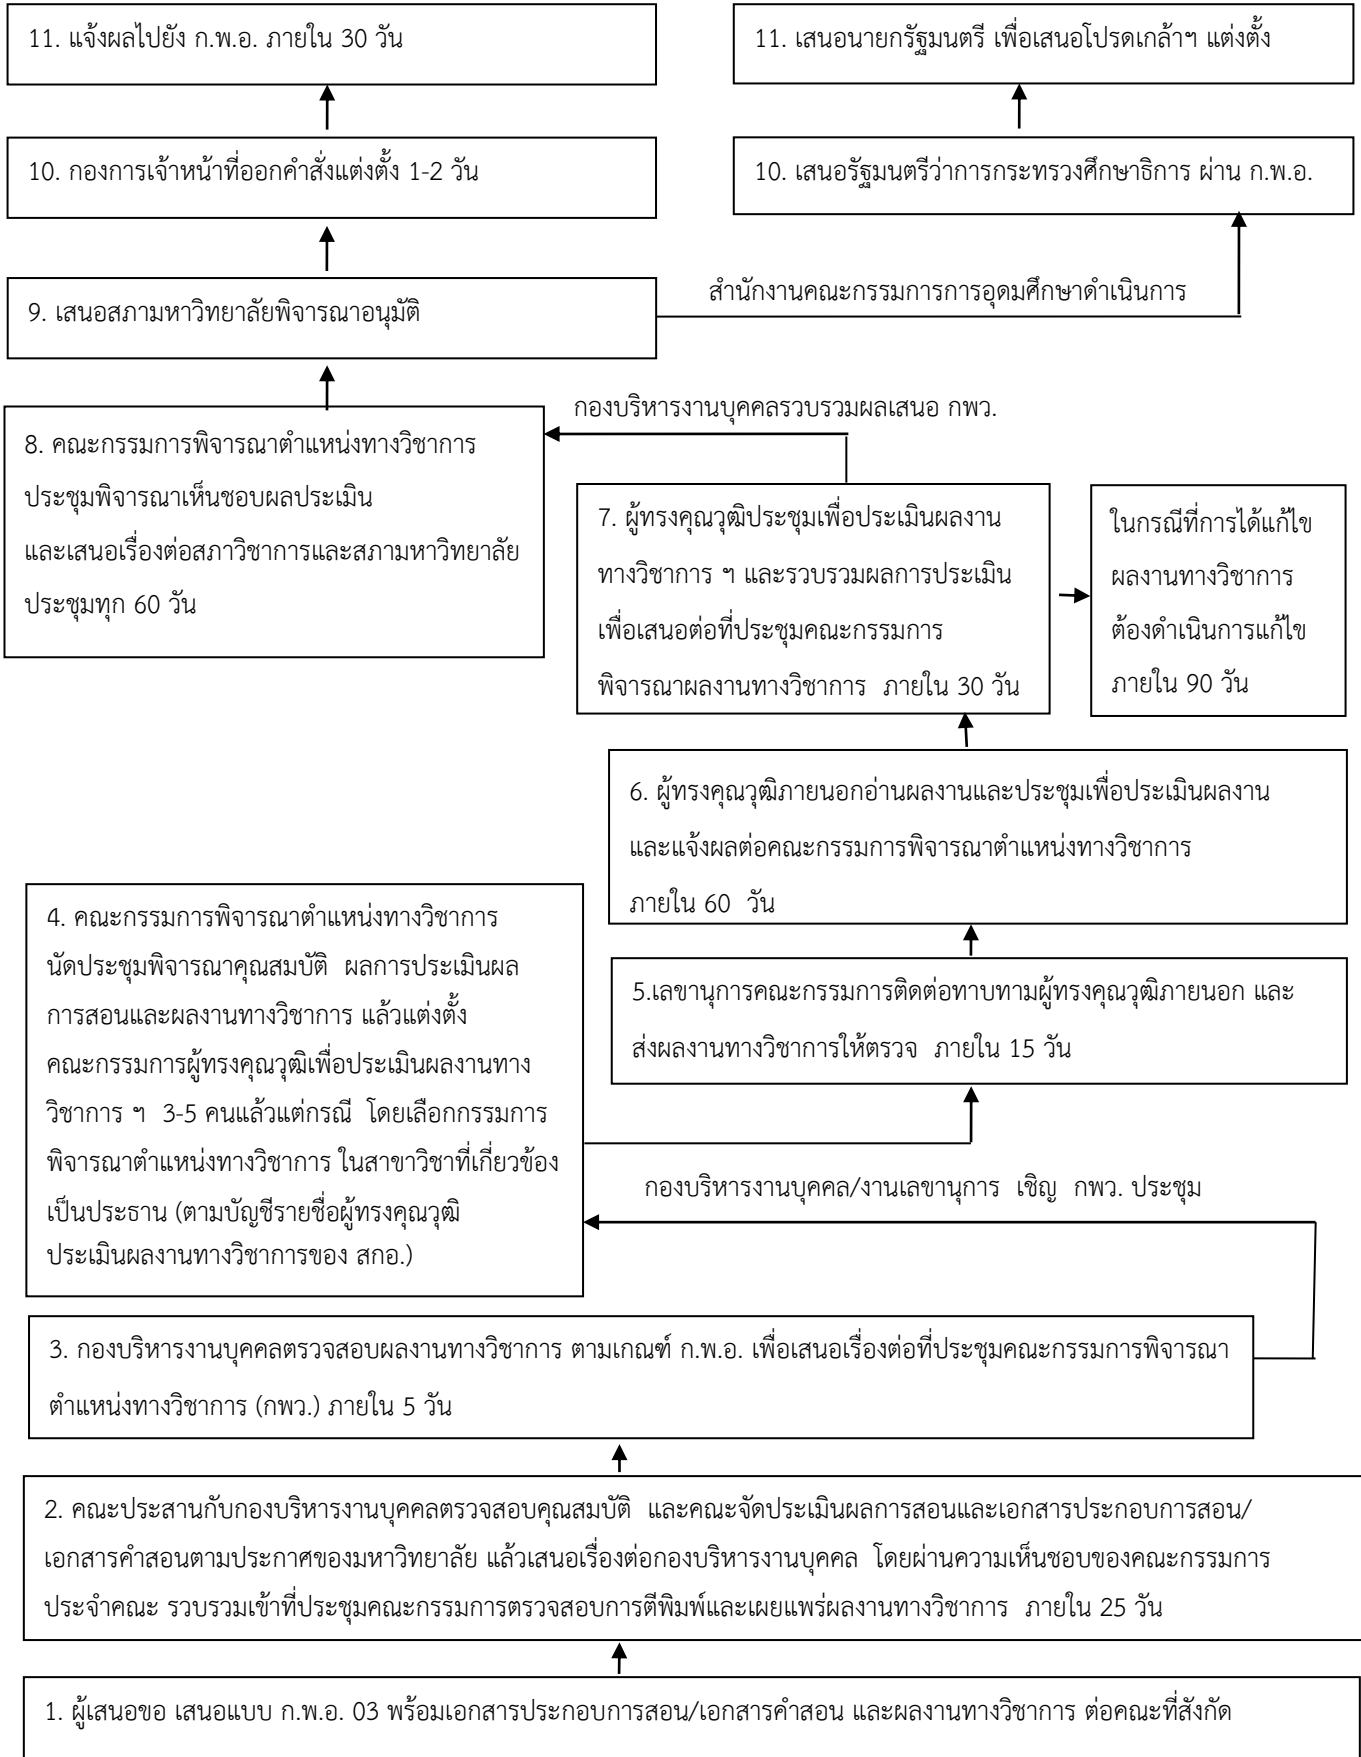 11. แจ้งผลไปยัง ก.พ.อ. ภายใน 30 วัน
11. เสนอนายกรัฐมนตรี เพื่อเสนอโปรดเกล้าฯ แต่งตั้ง
10. กองการเจ้าหน้าที่ออกคำสั่งแต่งตั้ง 1-2 วัน
10. เสนอรัฐมนตรีว่าการกระทรวงศึกษาธิการ ผ่าน ก.พ.อ.
9. เสนอสภามหาวิทยาลัยพิจารณาอนุมัติ
สำนักงานคณะกรรมการการอุดมศึกษาดำเนินการ
กองบริหารงานบุคคลรวบรวมผลเสนอ กพว.
8. คณะกรรมการพิจารณาตำแหน่งทางวิชาการ
ประชุมพิจารณาเห็นชอบผลประเมิน
และเสนอเรื่องต่อสภาวิชาการและสภามหาวิทยาลัย
ประชุมทุก 60 วัน
7. ผู้ทรงคุณวุฒิประชุมเพื่อประเมินผลงาน
ทางวิชาการ ฯ และรวบรวมผลการประเมิน
เพื่อเสนอต่อที่ประชุมคณะกรรมการ
พิจารณาผลงานทางวิชาการ ภายใน 30 วัน
ในกรณีที่การได้แก้ไข
ผลงานทางวิชาการ
ต้องดำเนินการแก้ไข
ภายใน 90 วัน
6. ผู้ทรงคุณวุฒิภายนอกอ่านผลงานและประชุมเพื่อประเมินผลงาน
และแจ้งผลต่อคณะกรรมการพิจารณาตำแหน่งทางวิชาการ
ภายใน 60 วัน
4. คณะกรรมการพิจารณาตำแหน่งทางวิชาการ
นัดประชุมพิจารณาคุณสมบัติ ผลการประเมินผล
การสอนและผลงานทางวิชาการ แล้วแต่งตั้ง
คณะกรรมการผู้ทรงคุณวุฒิเพื่อประเมินผลงานทาง
วิชาการ ฯ 3-5 คนแล้วแต่กรณี โดยเลือกกรรมการ
พิจารณาตำแหน่งทางวิชาการ ในสาขาวิชาที่เกี่ยวข้อง
เป็นประธาน (ตามบัญชีรายชื่อผู้ทรงคุณวุฒิ
ประเมินผลงานทางวิชาการของ สกอ.)
5.เลขานุการคณะกรรมการติดต่อทาบทามผู้ทรงคุณวุฒิภายนอก และ
ส่งผลงานทางวิชาการให้ตรวจ ภายใน 15 วัน
กองบริหารงานบุคคล/งานเลขานุการ เชิญ กพว. ประชุม
3. กองบริหารงานบุคคลตรวจสอบผลงานทางวิชาการ ตามเกณฑ์ ก.พ.อ. เพื่อเสนอเรื่องต่อที่ประชุมคณะกรรมการพิจารณา
ตำแหน่งทางวิชาการ (กพว.) ภายใน 5 วัน
2. คณะประสานกับกองบริหารงานบุคคลตรวจสอบคุณสมบัติ และคณะจัดประเมินผลการสอนและเอกสารประกอบการสอน/
เอกสารคำสอนตามประกาศของมหาวิทยาลัย แล้วเสนอเรื่องต่อกองบริหารงานบุคคล โดยผ่านความเห็นชอบของคณะกรรมการ
ประจำคณะ รวบรวมเข้าที่ประชุมคณะกรรมการตรวจสอบการตีพิมพ์และเผยแพร่ผลงานทางวิชาการ ภายใน 25 วัน
1. ผู้เสนอขอ เสนอแบบ ก.พ.อ. 03 พร้อมเอกสารประกอบการสอน/เอกสารคำสอน และผลงานทางวิชาการ ต่อคณะที่สังกัด